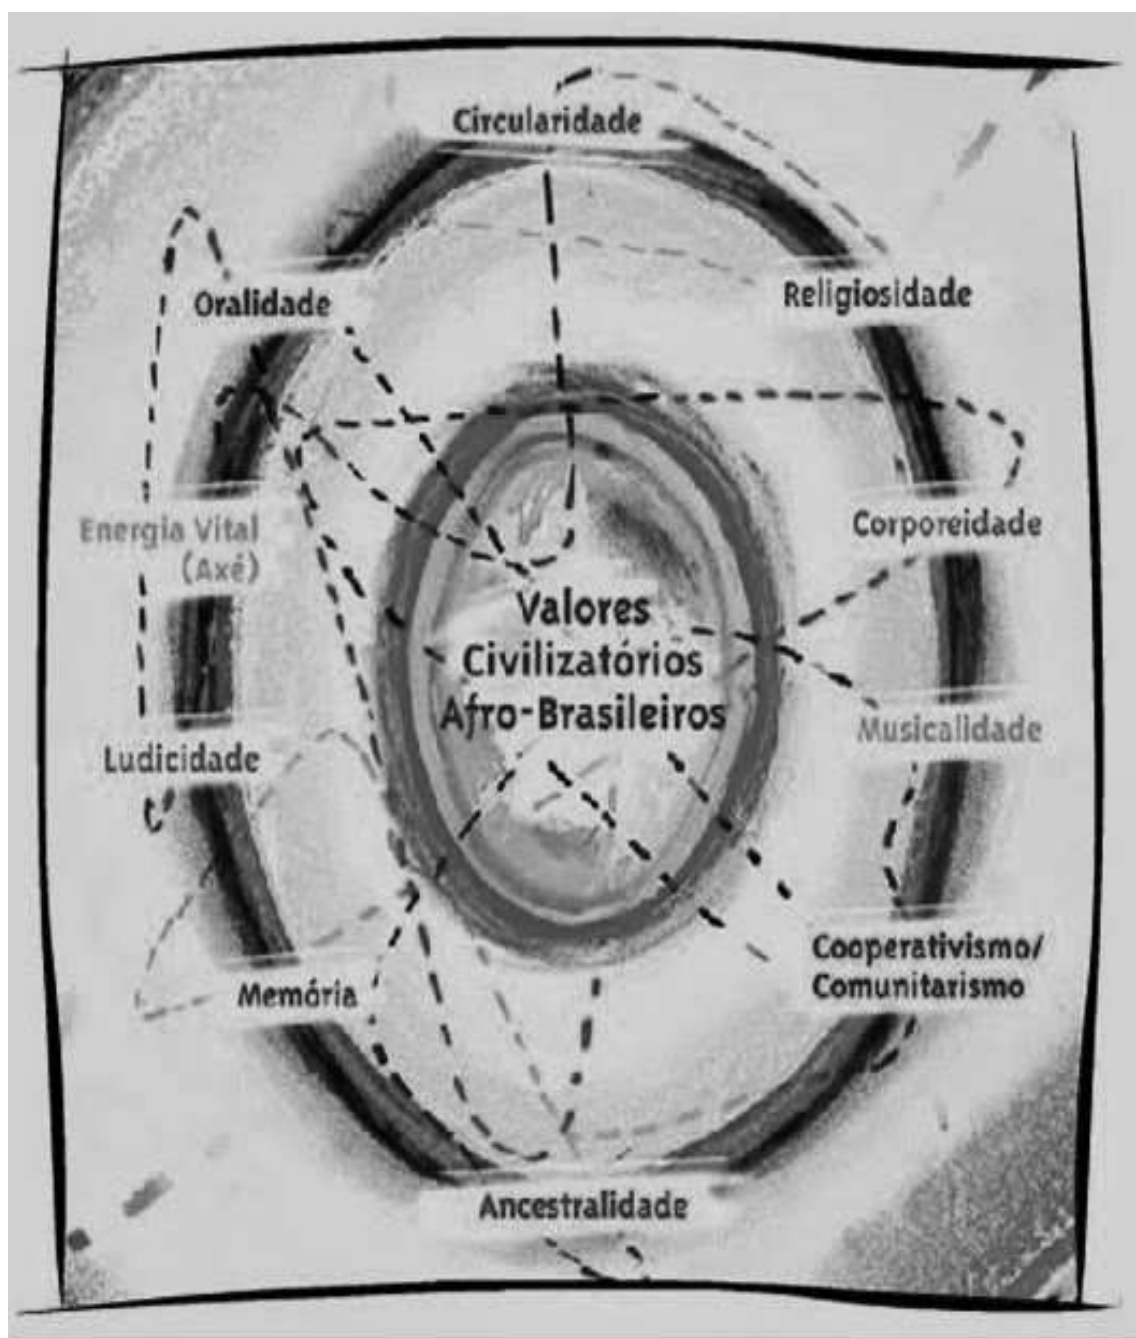 Circularidade
Religiosidade
Oralidade
Corporeidade
Energia Vital
(Axé)
Valores
Civilizatórios
Afro-Brasileiros
Musicalidade
Ludicidade
Cooperativismo/
Comunitarismo
Memória
Ancestralidade